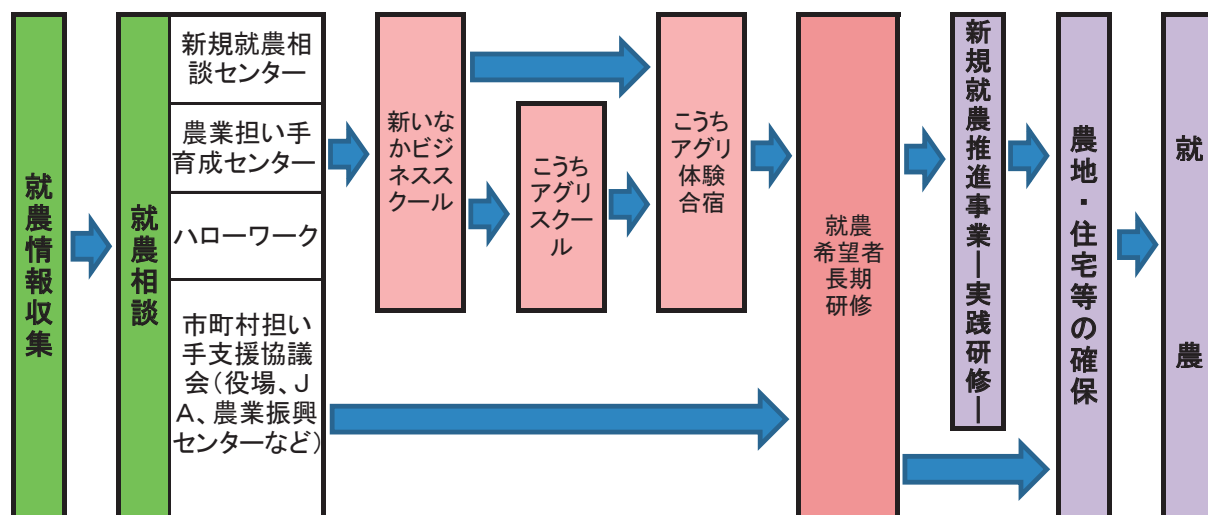 就農情報収集
就農相談
新規就農相
談センター
農業担い手
育成センター
ハローワーク
市町村担い
手支援協議
会(役場、J
A、農業振興
センターなど)
新いな
かビジ
ネスス
クール
こうち
アグリ
スクー
ル
こうち
アグリ
体験
合宿
就農
希望者
長期
研修
新規就農推進事業―実践研修―
農地・住宅等の確保
就農